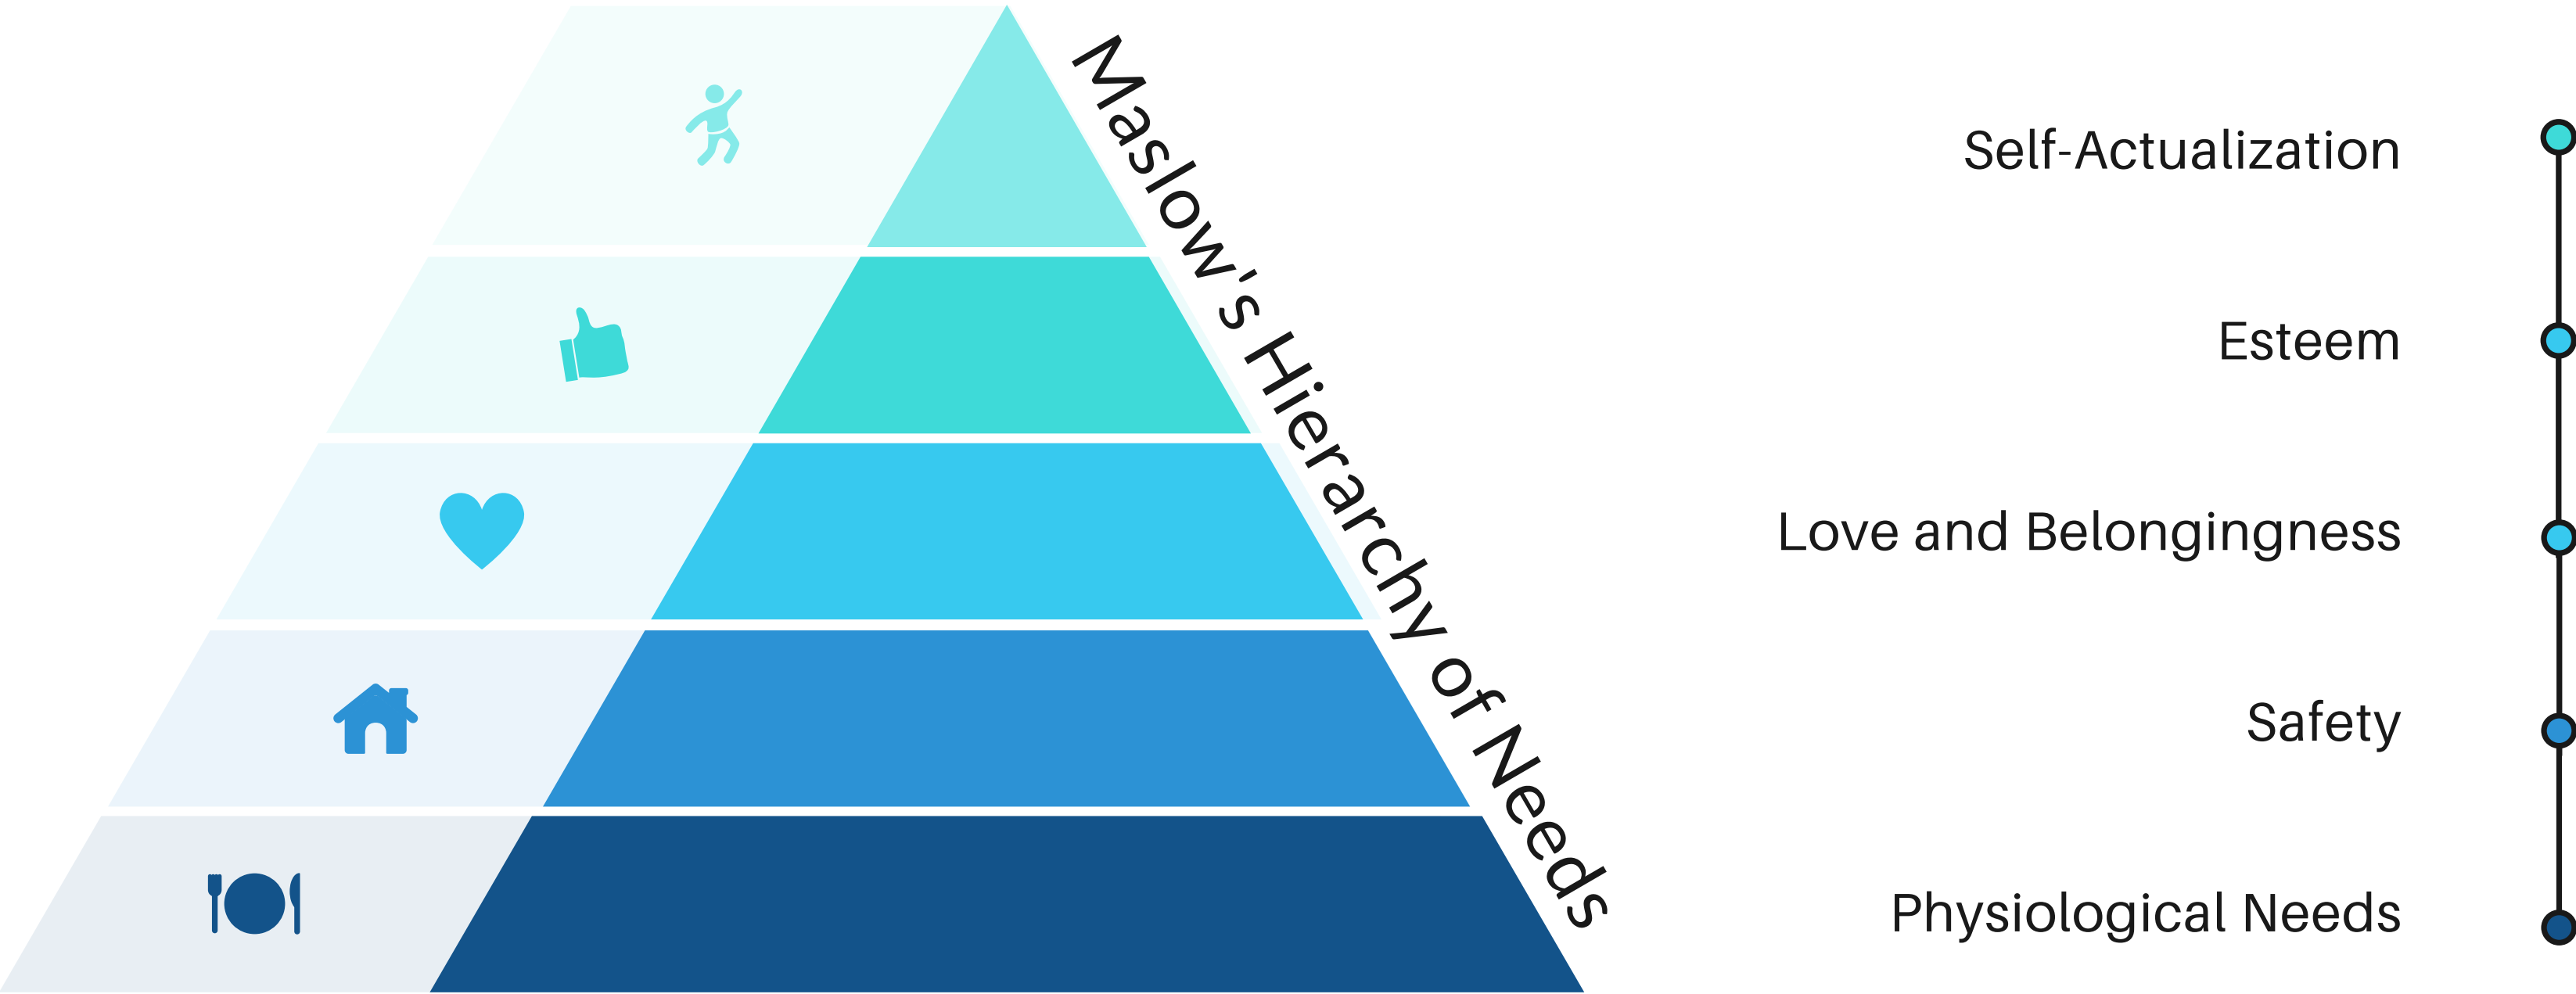 Maslow's Hierarchy of Needs
Self-Actualization
Esteem
Love and Belongingness
Safety
Physiological Needs